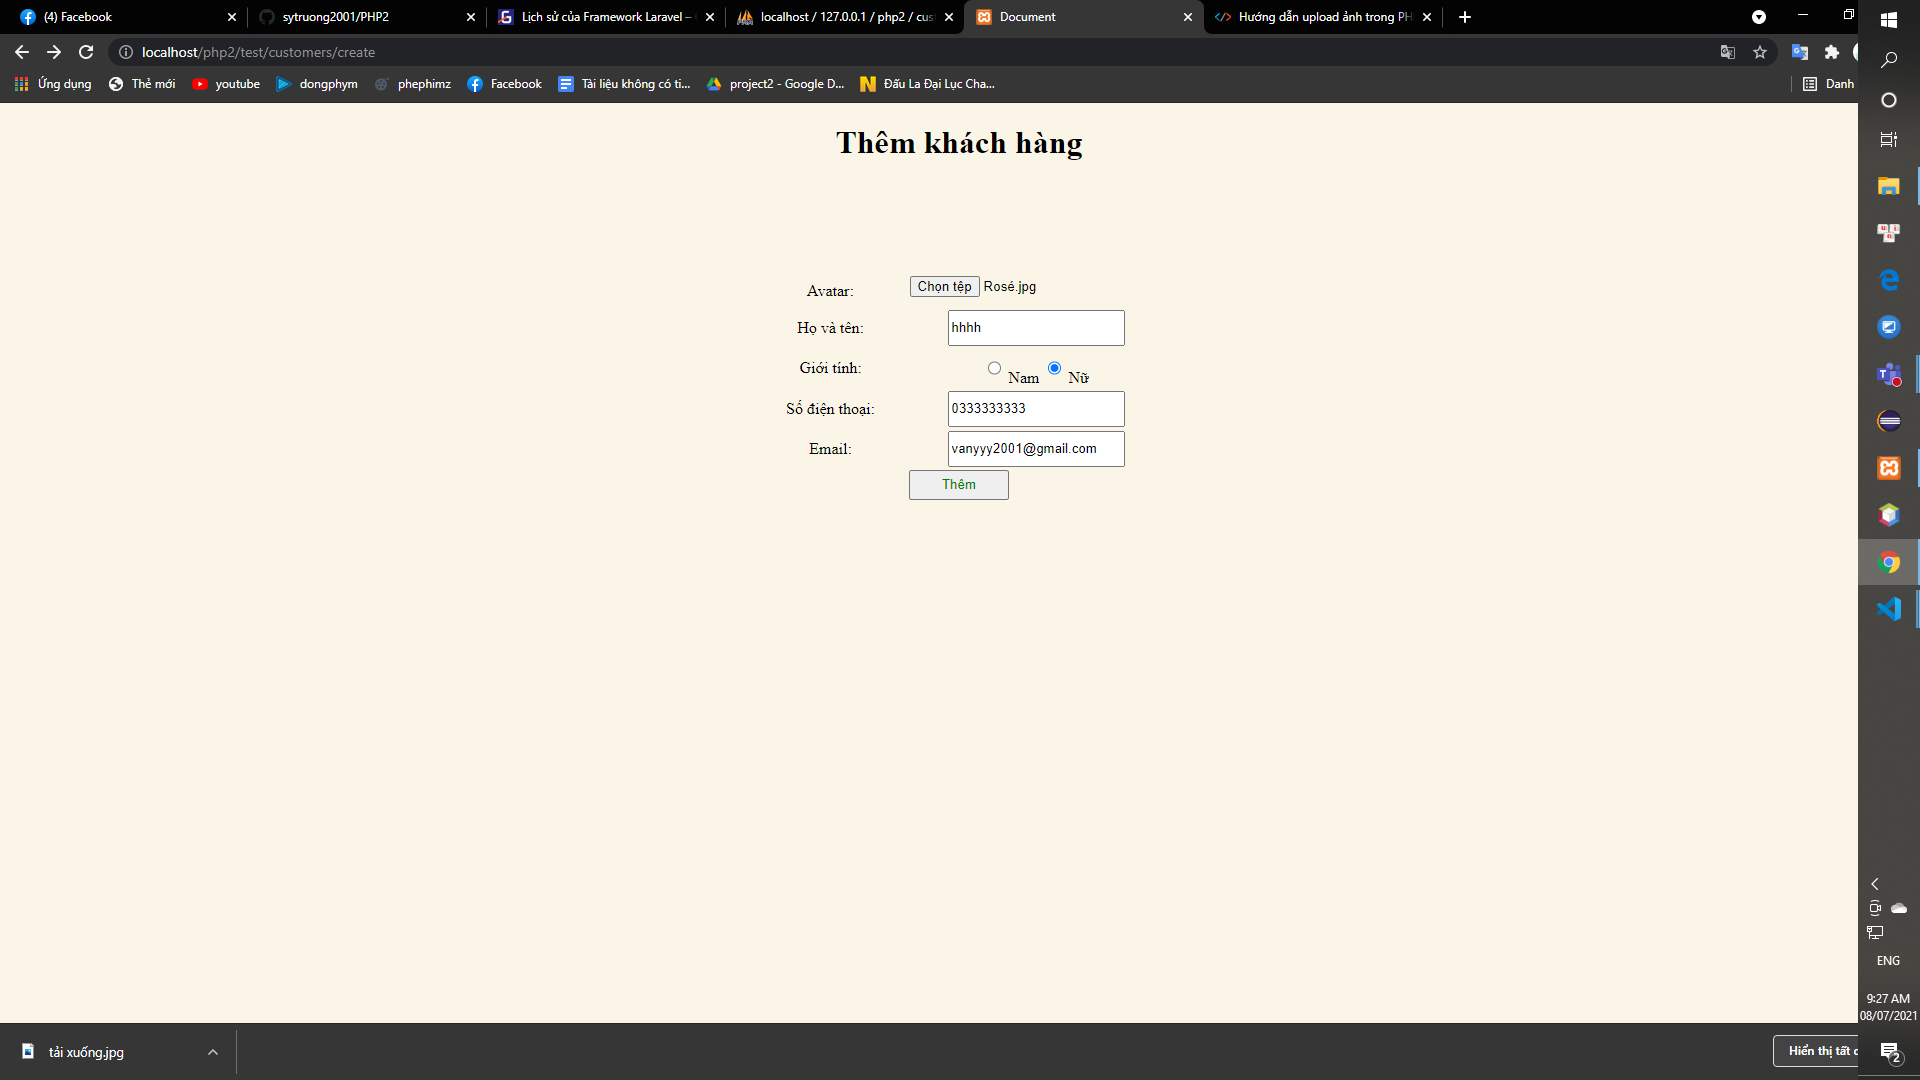 (4) Facebook
sytruong2001/PHP2
Lịch sử của Framework Laravel –
localhost / 127.0.0.1 / php2 / cus
Document
Hướng dẫn upload ảnh trong PH
localhost/php2/test/customers/create
Ứng dụng
Thẻ mới
youtube
dongphym
phephimz
Facebook
Tài liệu không có ti...
project2 - Google D...
Đấu La Đại Lục Cha...
Danh
Thêm khách hàng
Avatar:
Chọn tệp Rosé.jpg
Họ và tên:
hhhh
Giới tính:
Nam
Nữ
Số điện thoại:
0333333333
Email:
vanyyy2001@gmail.com
Thêm
ENG
9:27 AM
08/07/2021
tải xuống.jpg
Hiển thị tất
2